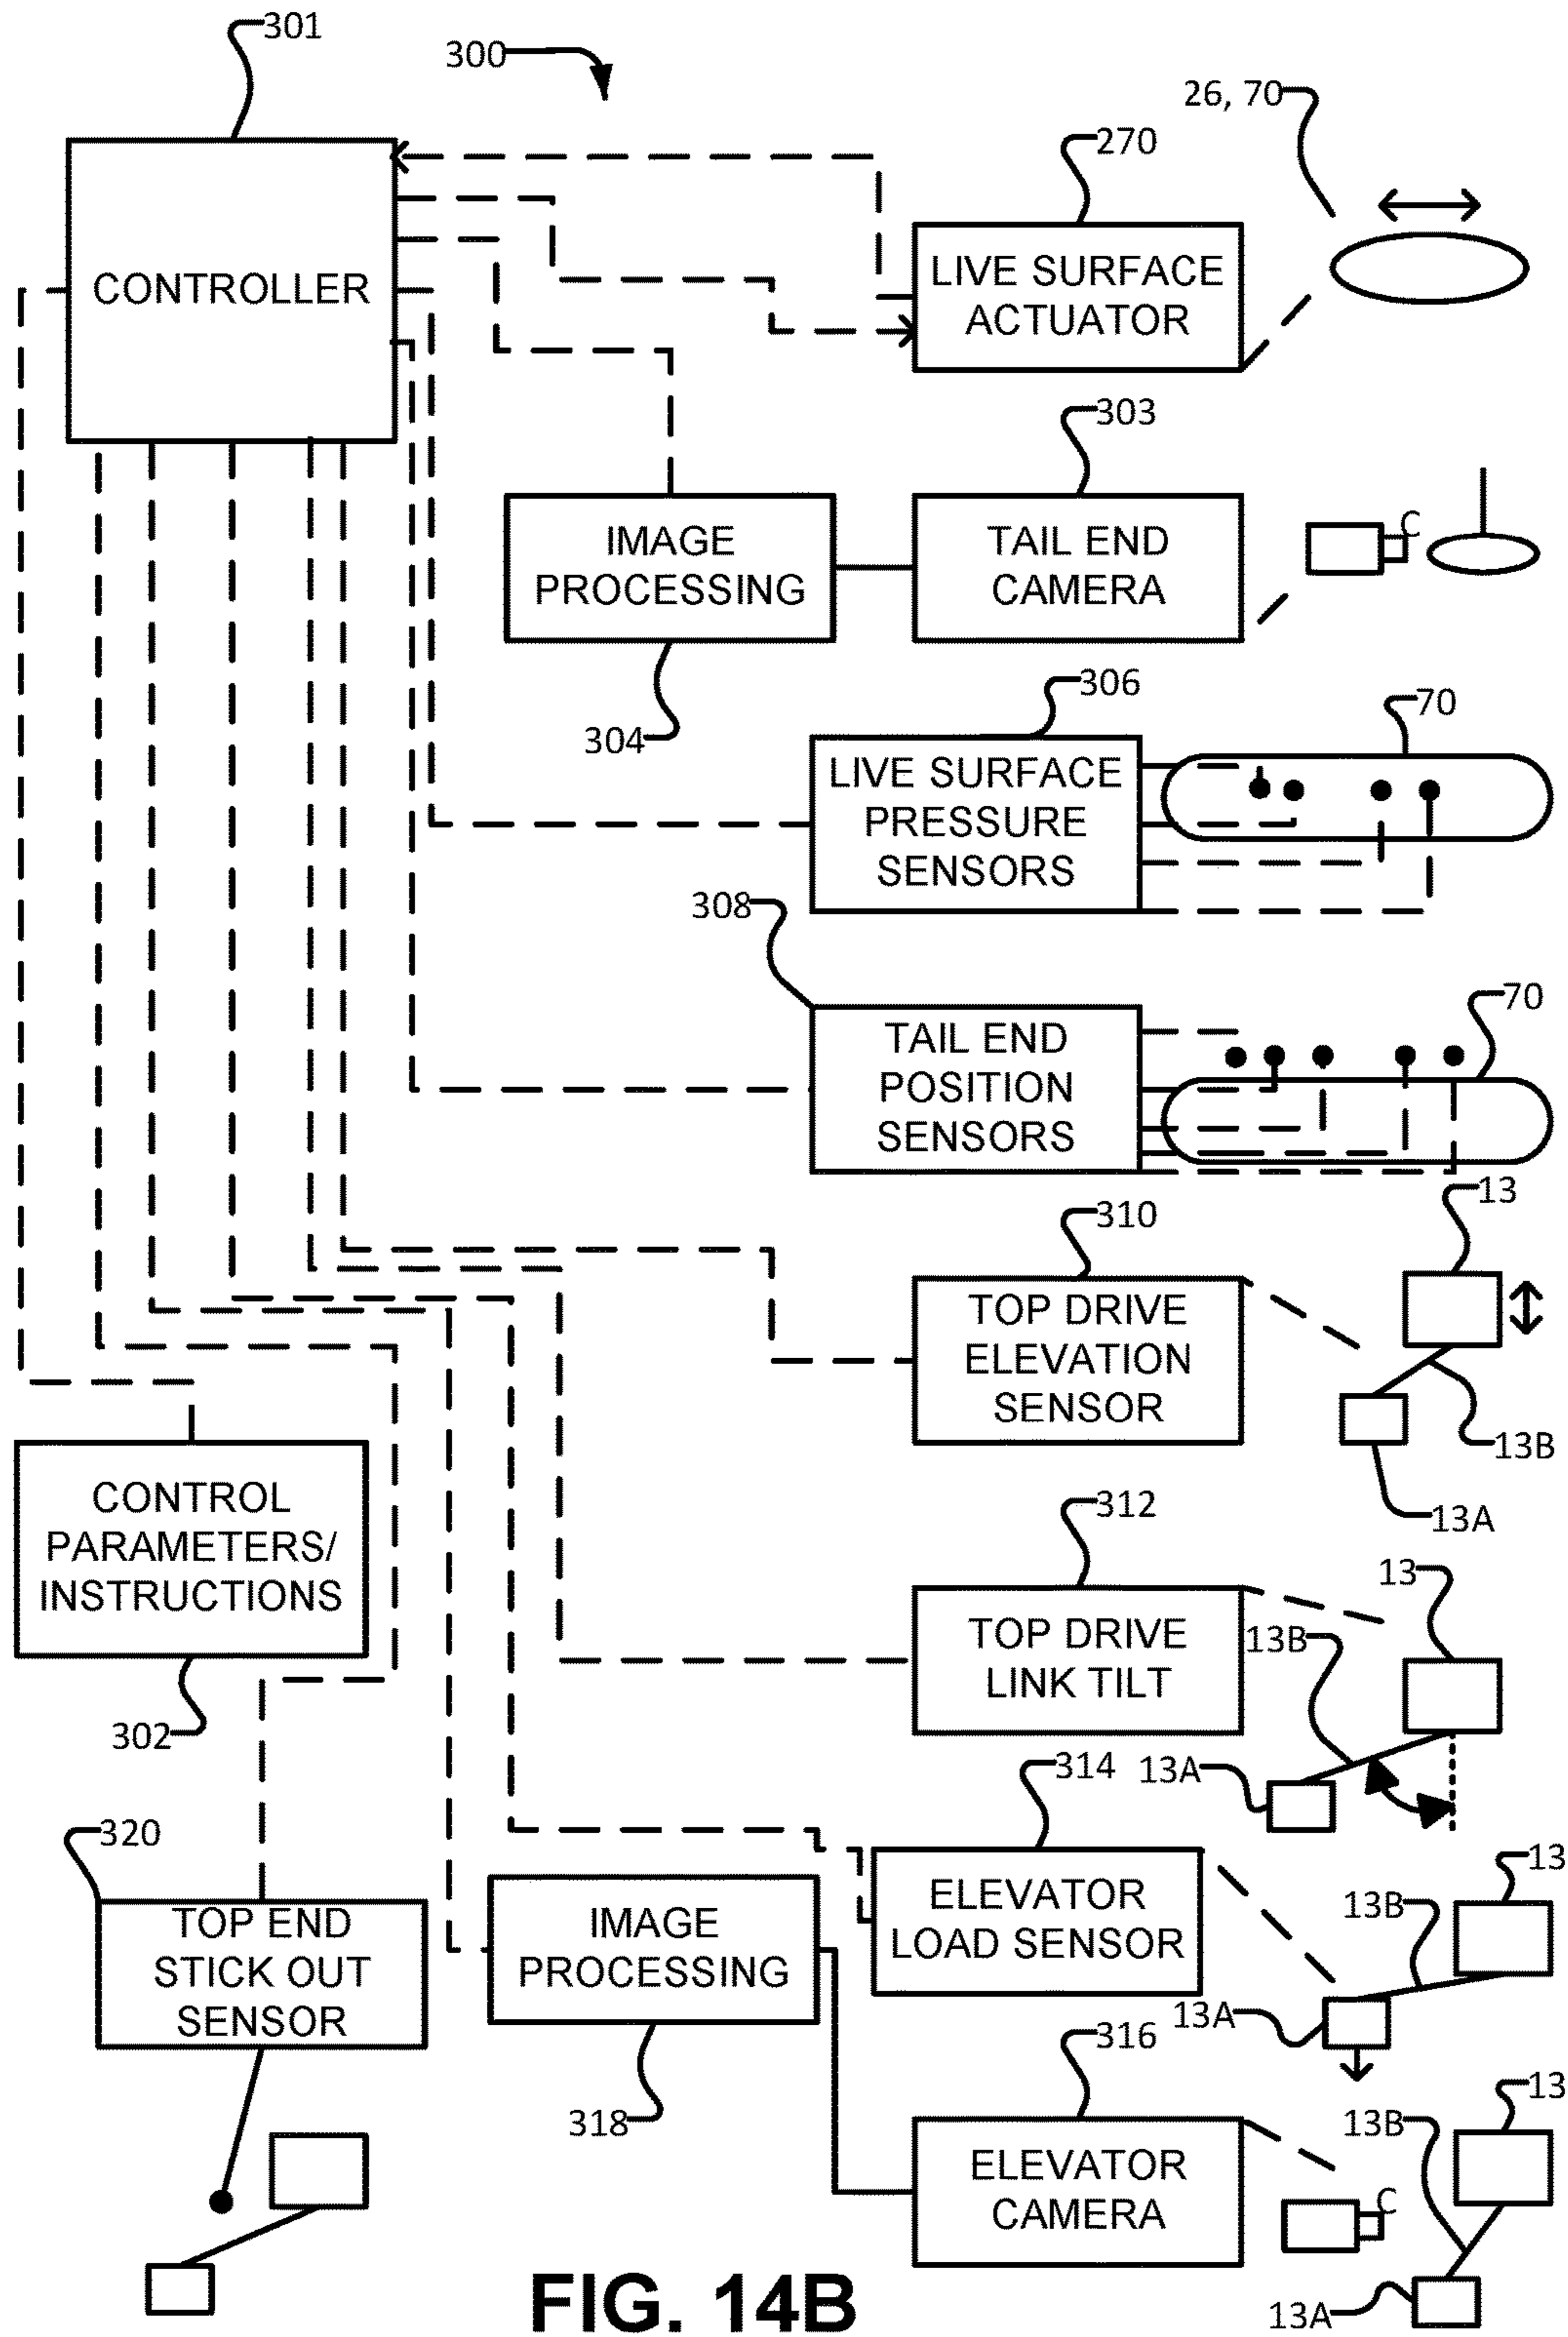 301
300
26, 70
270
CONTROLLER
LIVE SURFACE
ACTUATOR
303
IMAGE
PROCESSING
TAIL END
CAMERA
C
304
306
70
LIVE SURFACE
PRESSURE
SENSORS
308
70
TAIL END
POSITION
SENSORS
310
13
TOP DRIVE
ELEVATION
SENSOR
13B
13A
CONTROL
PARAMETERS/
INSTRUCTIONS
302
312
13
TOP DRIVE
LINK TILT
13B
13A
314
320
13
TOP END
STICK OUT
SENSOR
IMAGE
PROCESSING
ELEVATOR
LOAD SENSOR
13B
13A
318
316
13
13B
ELEVATOR
CAMERA
C
13A
FIG. 14B